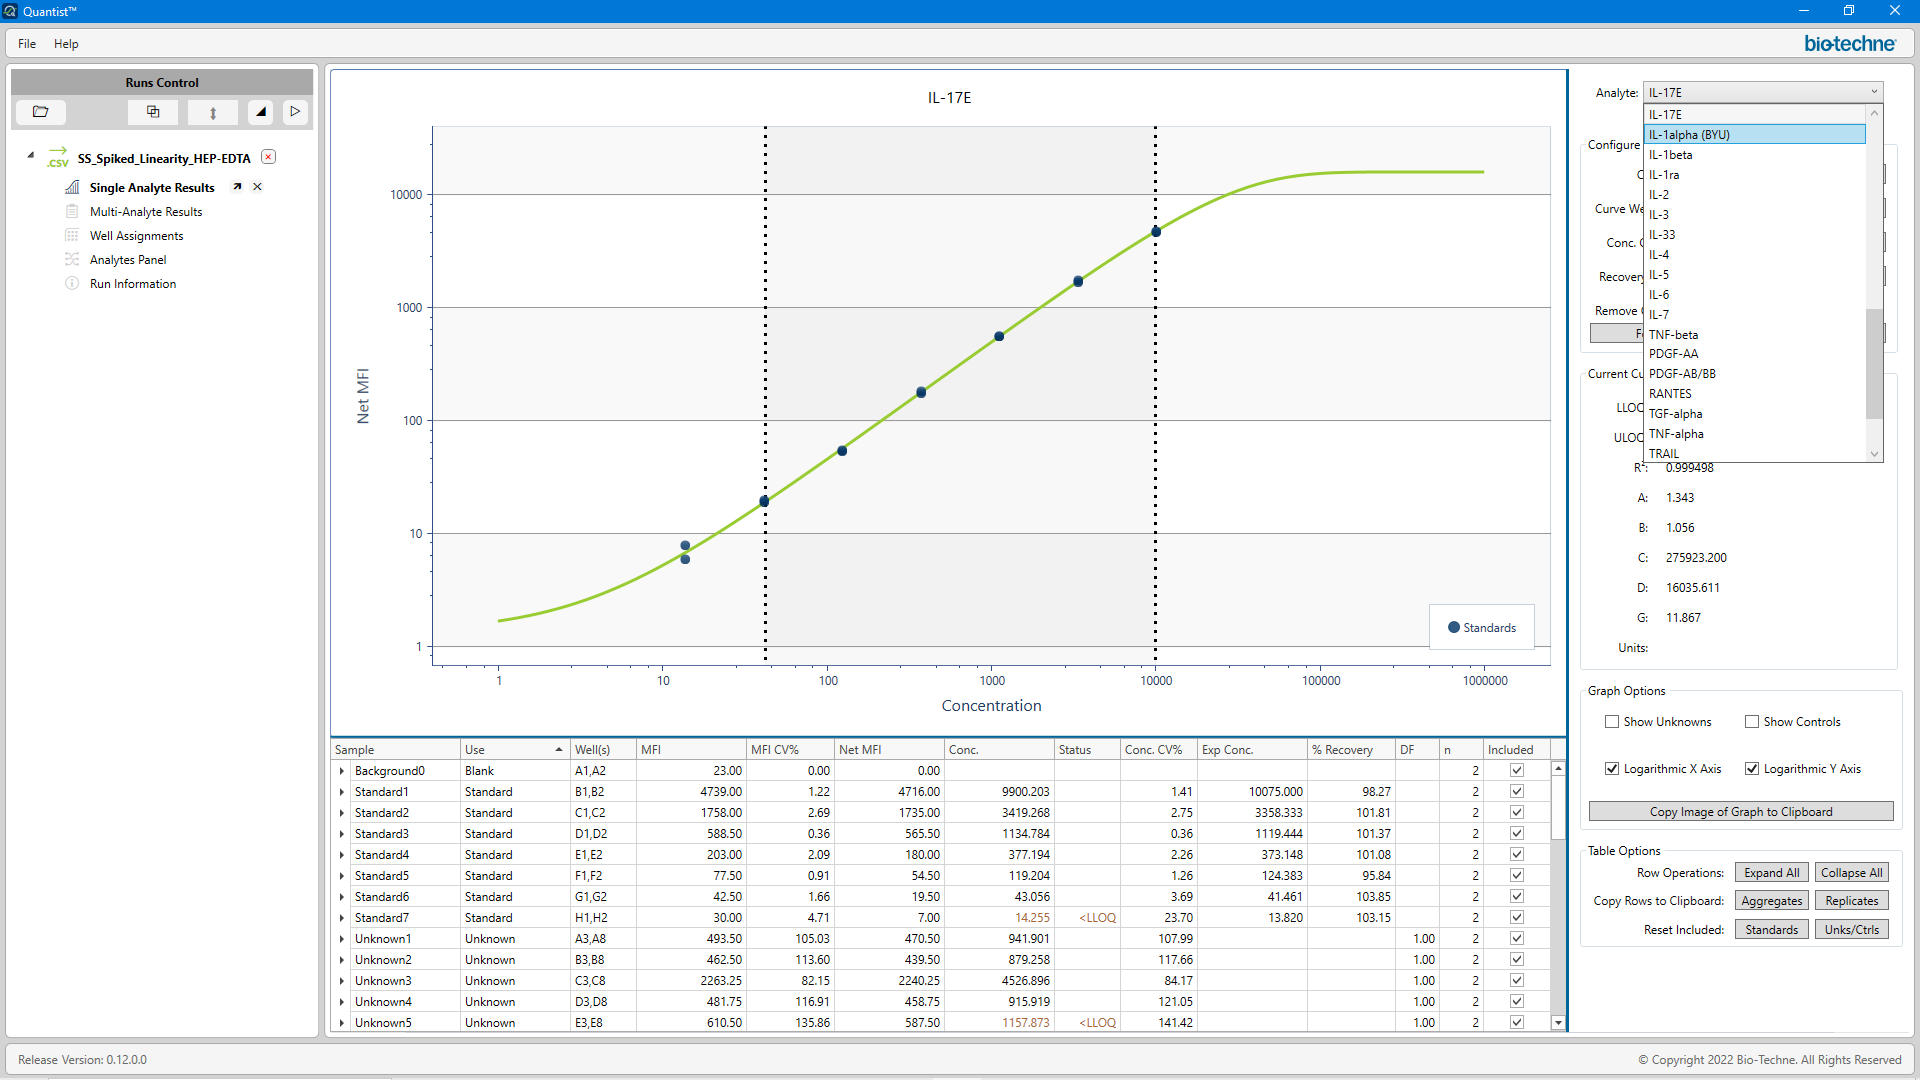 Quantist™
File Help
bio-techne
Runs Control
.CSV SS_Spiked_Linearity_HEP-EDTA
Single Analyte Results
Multi-Analyte Results
Well Assignments
Analytes Panel
Run Information
IL-17E
Net MFI
10000
1000
100
10
1
1 10 100 1000 10000 100000 1000000
Concentration
Standards
Analyte: IL-17E
IL-17E
IL-1alpha (BYU)
IL-1beta
IL-1ra
IL-2
IL-3
IL-33
IL-4
IL-5
IL-6
IL-7
TNF-beta
PDGF-AA
PDGF-AB/BB
RANTES
TGF-alpha
TNF-alpha
TRAIL
Configure
C
Curve We
Conc. C
Recovery
Remove
Current Cu
LLOQ
ULOQ
R²: 0.999498
A: 1.343
B: 1.056
C: 275923.200
D: 16035.611
G: 11.867
Units:
Graph Options
Show Unknowns Show Controls
Logarithmic X Axis Logarithmic Y Axis
Copy Image of Graph to Clipboard
Table Options
Row Operations: Expand All Collapse All
Copy Rows to Clipboard: Aggregates Replicates
Reset Included: Standards Unks/Ctrls
Sample Use Well(s) MFI MFI CV% Net MFI Conc. Status Conc. CV% Exp Conc. % Recovery DF n Included
Background0 Blank A1,A2 23.00 0.00 0.00 2
Standard1 Standard B1,B2 4739.00 1.22 4716.00 9900.203 1.41 10075.000 98.27 2
Standard2 Standard C1,C2 1758.00 2.69 1735.00 3419.268 2.75 3358.333 101.81 2
Standard3 Standard D1,D2 588.50 0.36 565.50 1134.784 0.36 1119.444 101.37 2
Standard4 Standard E1,E2 203.00 2.09 180.00 377.194 2.26 373.148 101.08 2
Standard5 Standard F1,F2 77.50 0.91 54.50 119.204 1.26 124.383 95.84 2
Standard6 Standard G1,G2 42.50 1.66 19.50 43.056 3.69 41.461 103.85 2
Standard7 Standard H1,H2 30.00 4.71 7.00 14.255 <LLOQ 23.70 13.820 103.15 2
Unknown1 Unknown A3,A8 493.50 105.03 470.50 941.901 107.99 1.00 2
Unknown2 Unknown B3,B8 462.50 113.60 439.50 879.258 117.66 1.00 2
Unknown3 Unknown C3,C8 2263.25 82.15 2240.25 4526.896 84.17 1.00 2
Unknown4 Unknown D3,D8 481.75 116.91 458.75 915.919 121.05 1.00 2
Unknown5 Unknown E3,E8 610.50 135.86 587.50 1157.873 <LLOQ 141.42 1.00 2
Release Version: 0.12.0.0
© Copyright 2022 Bio-Techne. All Rights Reserved